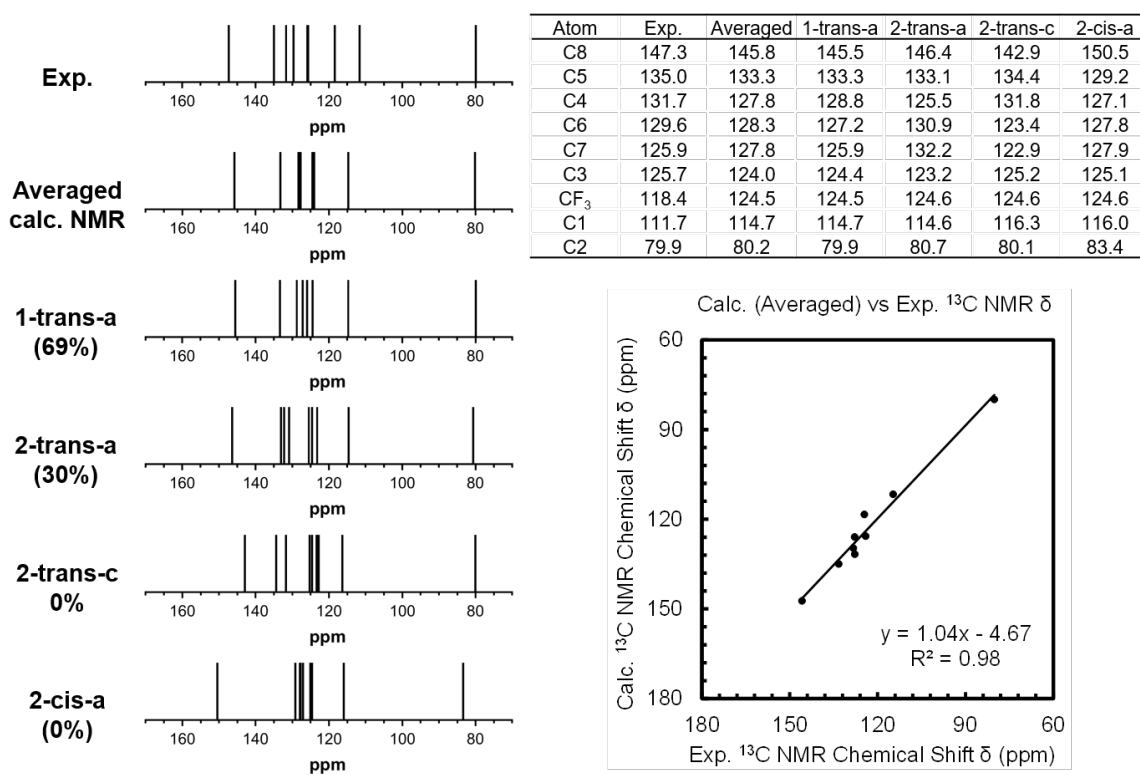 Exp.
160 140 120 100 80
ppm
Averaged
calc. NMR
160 140 120 100 80
ppm
1-trans-a
(69%)
160 140 120 100 80
ppm
2-trans-a
(30%)
160 140 120 100 80
ppm
2-trans-c
0%
160 140 120 100 80
ppm
2-cis-a
(0%)
160 140 120 100 80
ppm
Atom Exp. Averaged 1-trans-a 2-trans-a 2-trans-c 2-cis-a
C8 147.3 145.8 145.5 146.4 142.9 150.5
C5 135.0 133.3 133.3 133.1 134.4 129.2
C4 131.7 127.8 128.8 125.5 131.8 127.1
C6 129.6 128.3 127.2 130.9 123.4 127.8
C7 125.9 127.8 125.9 132.2 122.9 127.9
C3 125.7 124.0 124.4 123.2 125.2 125.1
CF₃ 118.4 124.5 124.5 124.6 124.6 124.6
C1 111.7 114.7 114.7 114.6 116.3 116.0
C2 79.9 80.2 79.9 80.7 80.1 83.4
Calc. (Averaged) vs Exp. ¹³C NMR δ
Calc. ¹³C NMR Chemical Shift δ (ppm)
60
90
120
150
180
y = 1.04x - 4.67
R² = 0.98
180 150 120 90 60
Exp. ¹³C NMR Chemical Shift δ (ppm)